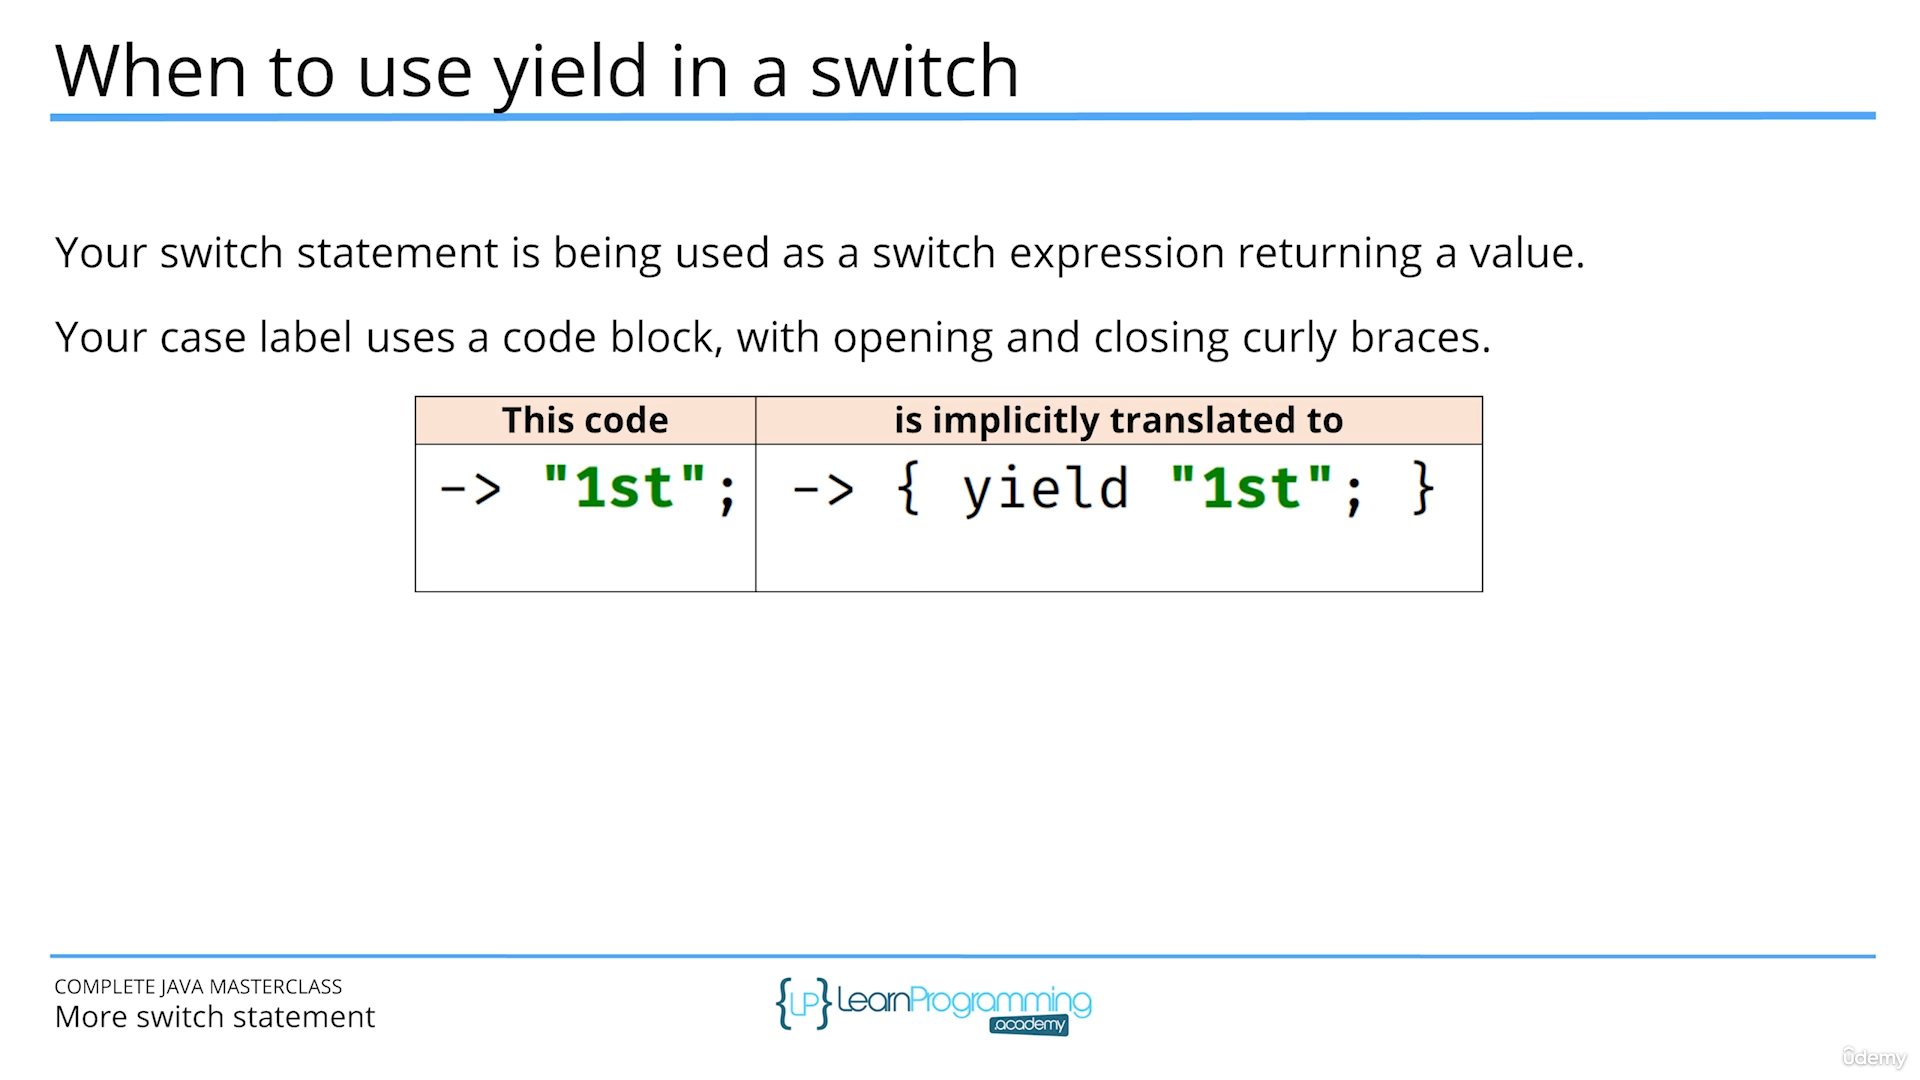 When to use yield in a switch
Your switch statement is being used as a switch expression returning a value.
Your case label uses a code block, with opening and closing curly braces.
This code is implicitly translated to
-> "1st"; -> { yield "1st"; }
COMPLETE JAVA MASTERCLASS
More switch statement
{LP} LearnProgramming
.academy
ûdemy